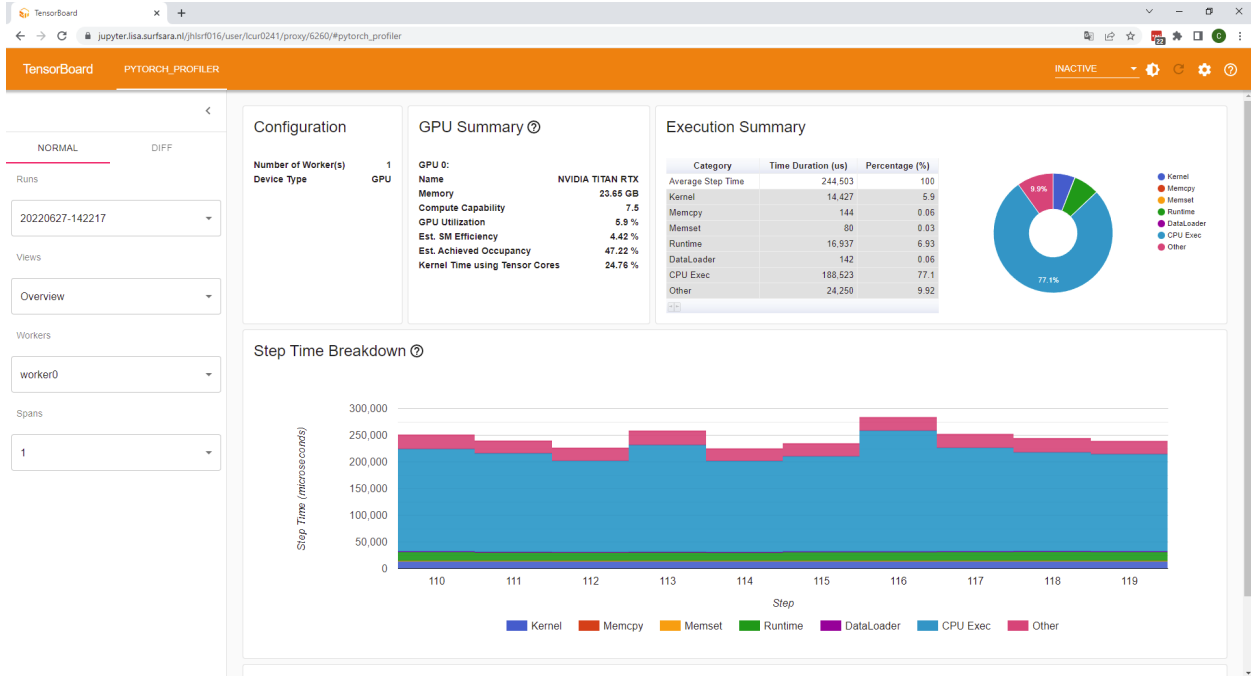 TensorBoard
jupyter.lisa.surfsara.nl/jhlsrf016/user/lcur0241/proxy/6260/#pytorch_profiler
22
C
TensorBoard
PYTORCH_PROFILER
INACTIVE
NORMAL DIFF
Runs
20220627-142217
Views
Overview
Workers
worker0
Spans
1
Configuration
Number of Worker(s) 1
Device Type GPU
GPU Summary
GPU 0:
Name NVIDIA TITAN RTX
Memory 23.65 GB
Compute Capability 7.5
GPU Utilization 5.9 %
Est. SM Efficiency 4.42 %
Est. Achieved Occupancy 47.22 %
Kernel Time using Tensor Cores 24.76 %
Execution Summary
Category Time Duration (us) Percentage (%)
Average Step Time 244,503 100
Kernel 14,427 5.9
Memcpy 144 0.06
Memset 80 0.03
Runtime 16,937 6.93
DataLoader 142 0.06
CPU Exec 188,523 77.1
Other 24,250 9.92
9.9%
77.1%
Kernel
Memcpy
Memset
Runtime
DataLoader
CPU Exec
Other
Step Time Breakdown
Step Time (microseconds)
300,000
250,000
200,000
150,000
100,000
50,000
0
110 111 112 113 114 115 116 117 118 119
Step
Kernel Memcpy Memset Runtime DataLoader CPU Exec Other